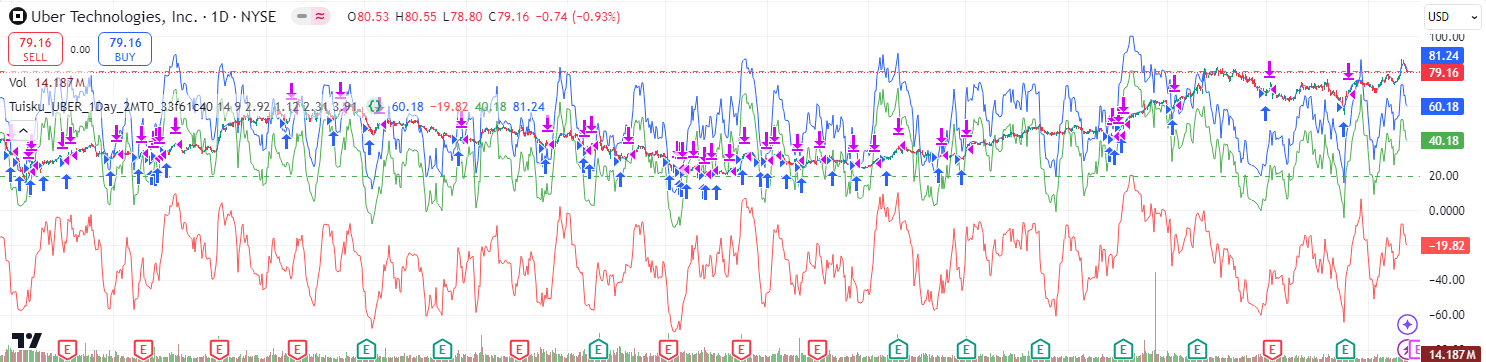 Uber Technologies, Inc. · 1D · NYSE O80.53 H80.55 L78.80 C79.16 −0.74 (−0.93%)
USD
79.16 SELL
0.00
79.16 BUY
Vol 14.187M
Tuisku_UBER_1Day_2MT0_33f61c40 14 9 2.92 1.12 2.31 3.91 60.18 −19.82 40.18 81.24
100.00
81.24
79.16
60.18
40.18
20.00
0.0000
−19.82
−40.00
−60.00
14.187M
E E E E E E E E E E E E E E E E E E E